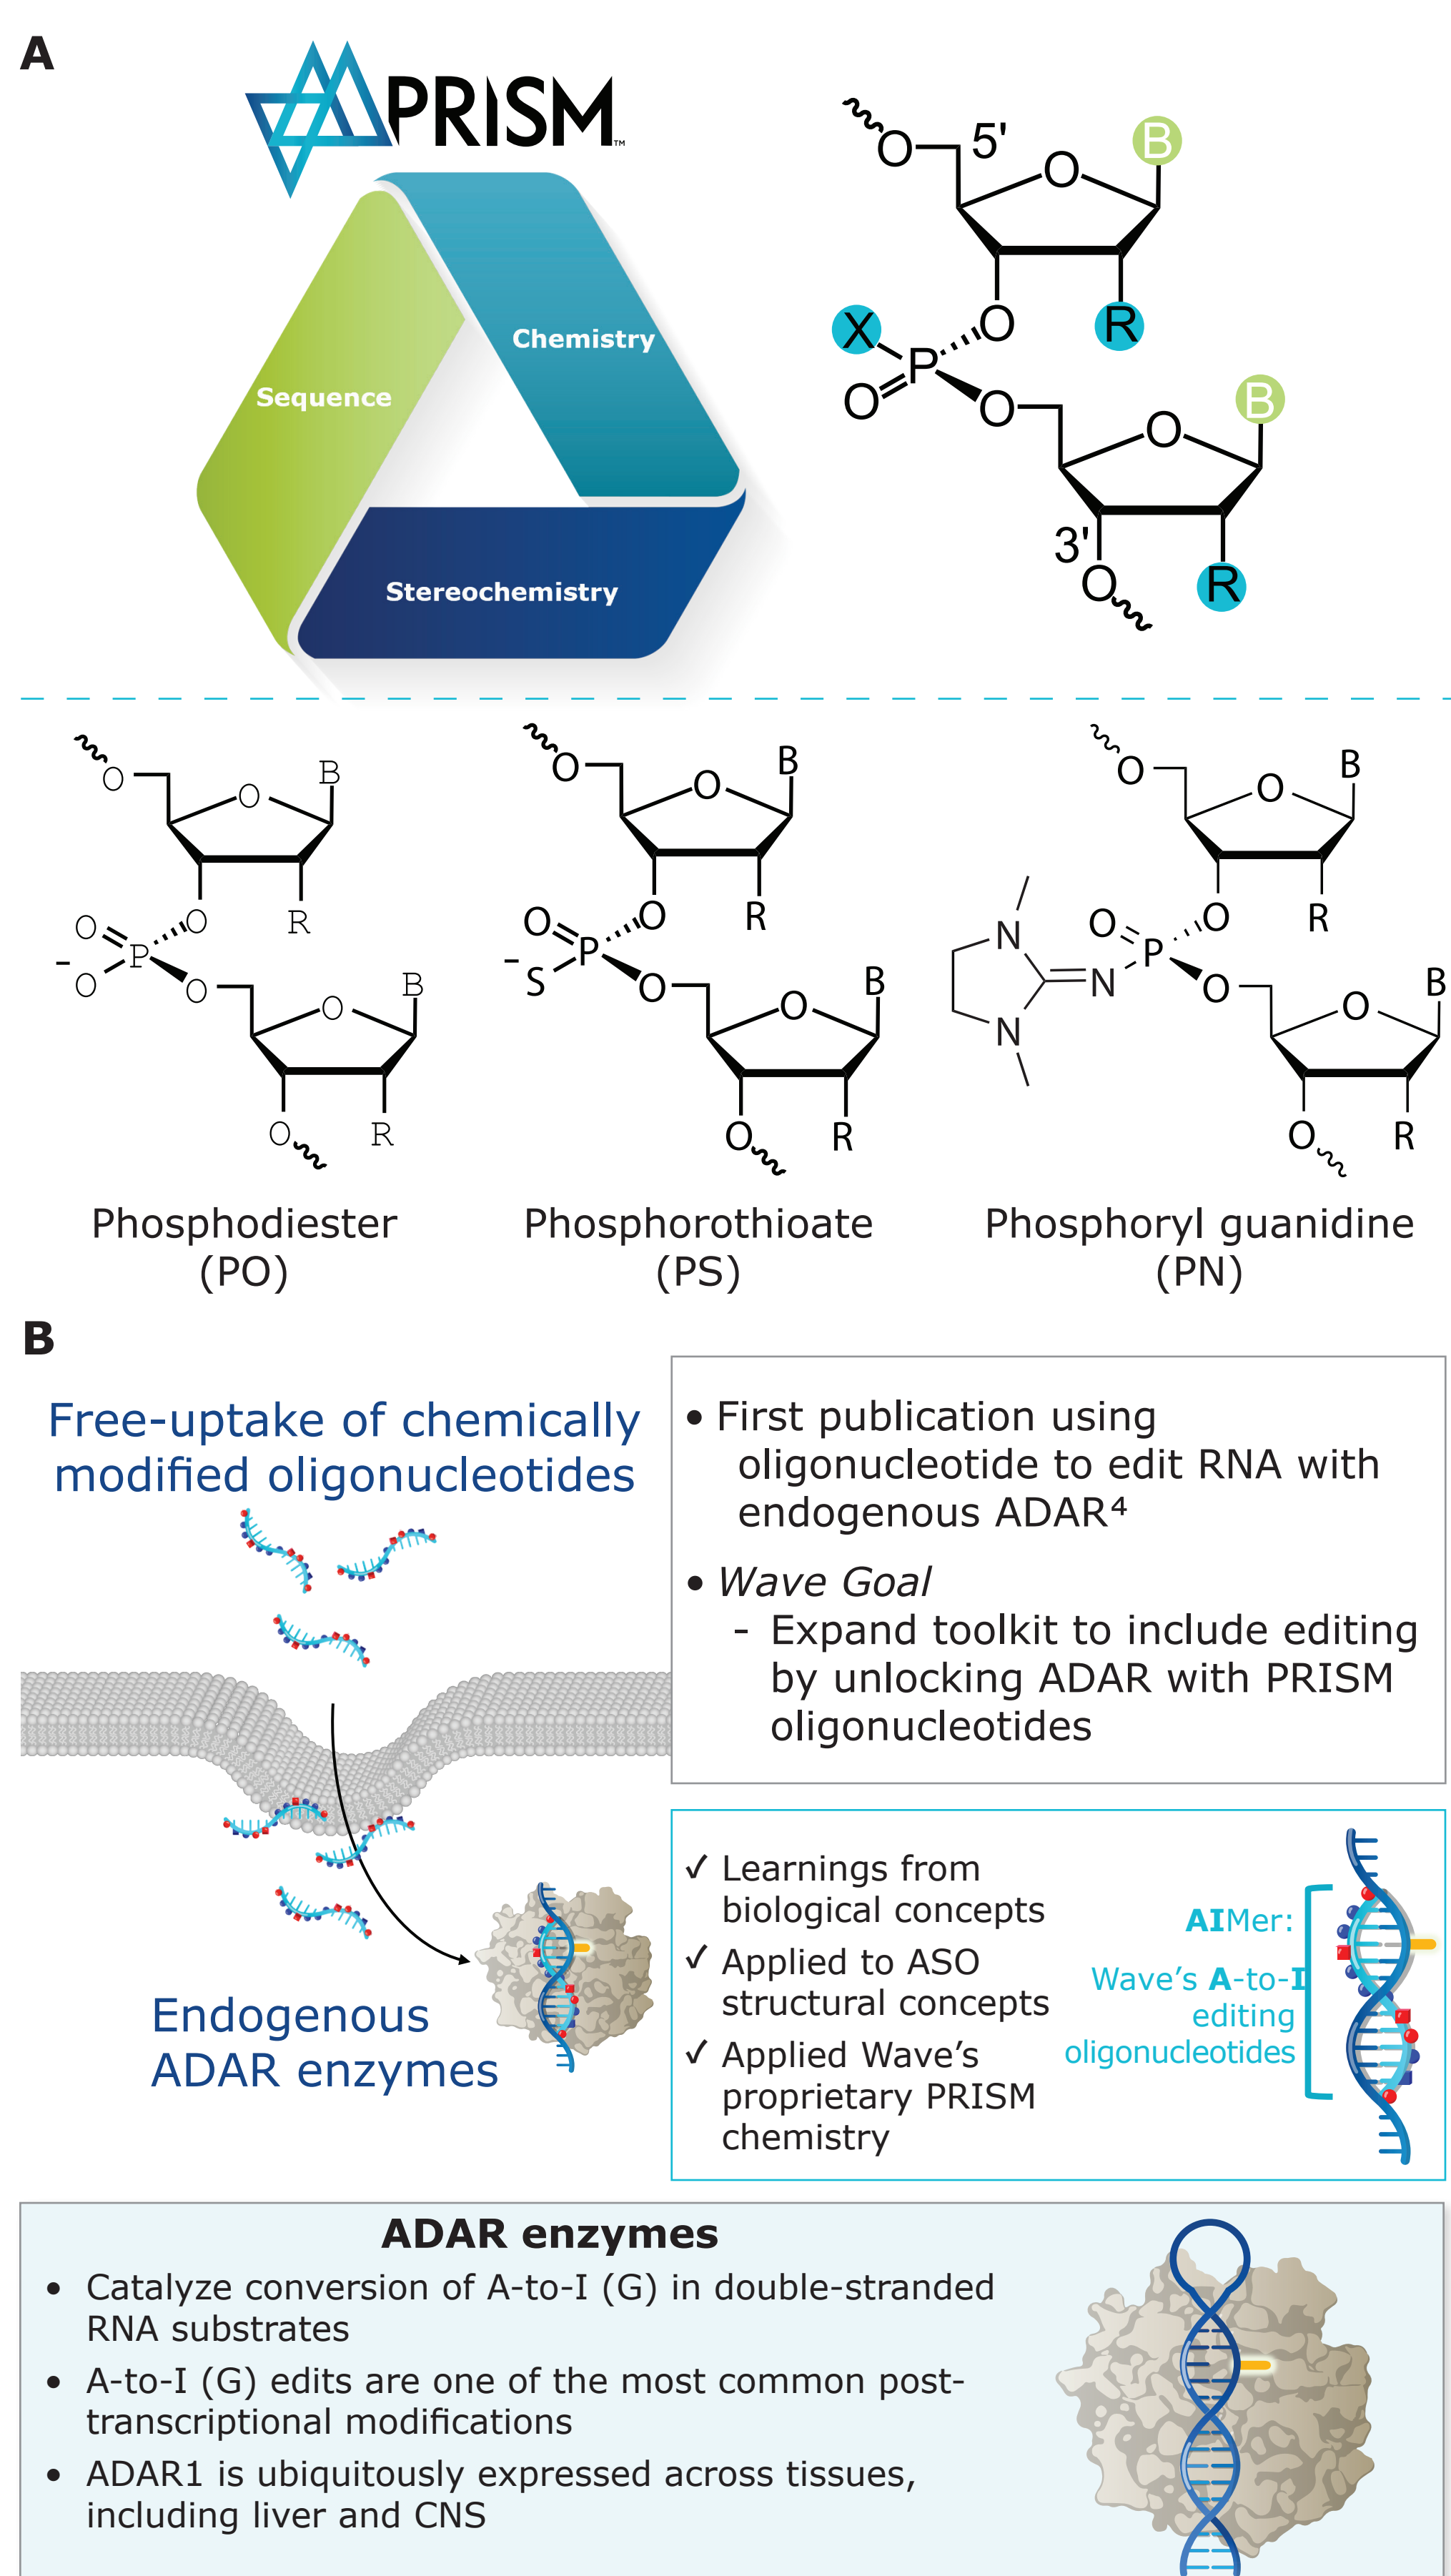 A
PRISM™
Sequence
Chemistry
Stereochemistry
O
5'
O
B
O
R
X
P
O
O
O
B
3'
O
R
O
O
B
O
O
R
P
-
O
O
O
B
O
R
Phosphodiester
(PO)
O
O
B
O
O
R
P
-
S
O
O
B
O
R
Phosphorothioate
(PS)
O
O
B
N
O
O
R
P
N
N
O
O
B
O
R
Phosphoryl guanidine
(PN)
B
Free-uptake of chemically
modified oligonucleotides
Endogenous
ADAR enzymes
• First publication using
oligonucleotide to edit RNA with
endogenous ADAR⁴
• Wave Goal
- Expand toolkit to include editing
by unlocking ADAR with PRISM
oligonucleotides
✓ Learnings from
biological concepts
✓ Applied to ASO
structural concepts
✓ Applied Wave's
proprietary PRISM
chemistry
AIMer:
Wave's A-to-I
editing
oligonucleotides
ADAR enzymes
• Catalyze conversion of A-to-I (G) in double-stranded
RNA substrates
• A-to-I (G) edits are one of the most common post-
transcriptional modifications
• ADAR1 is ubiquitously expressed across tissues,
including liver and CNS